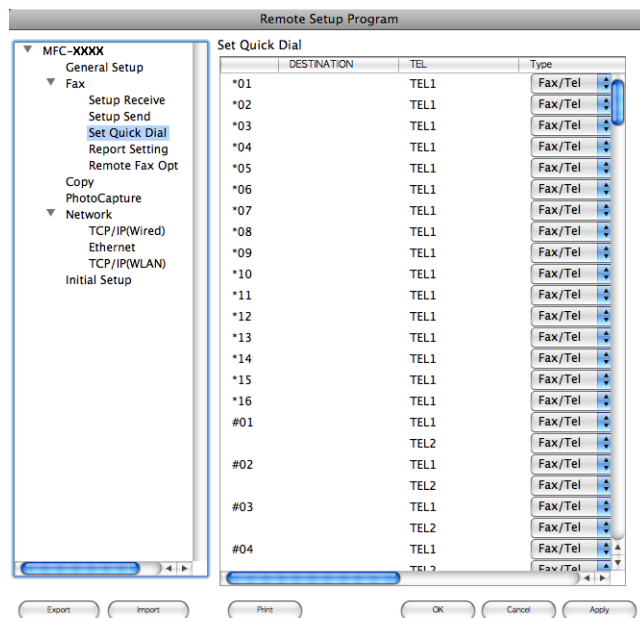 Remote Setup Program
MFC-XXXX
General Setup
Fax
Setup Receive
Setup Send
Set Quick Dial
Report Setting
Remote Fax Opt
Copy
PhotoCapture
Network
TCP/IP(Wired)
Ethernet
TCP/IP(WLAN)
Initial Setup
Set Quick Dial
DESTINATION TEL Type
*01 TEL1 Fax/Tel
*02 TEL1 Fax/Tel
*03 TEL1 Fax/Tel
*04 TEL1 Fax/Tel
*05 TEL1 Fax/Tel
*06 TEL1 Fax/Tel
*07 TEL1 Fax/Tel
*08 TEL1 Fax/Tel
*09 TEL1 Fax/Tel
*10 TEL1 Fax/Tel
*11 TEL1 Fax/Tel
*12 TEL1 Fax/Tel
*13 TEL1 Fax/Tel
*14 TEL1 Fax/Tel
*15 TEL1 Fax/Tel
*16 TEL1 Fax/Tel
#01 TEL1 Fax/Tel
TEL2 Fax/Tel
#02 TEL1 Fax/Tel
TEL2 Fax/Tel
#03 TEL1 Fax/Tel
TEL2 Fax/Tel
#04 TEL1 Fax/Tel
TEL2 Fax/Tel
Export Import Print OK Cancel Apply